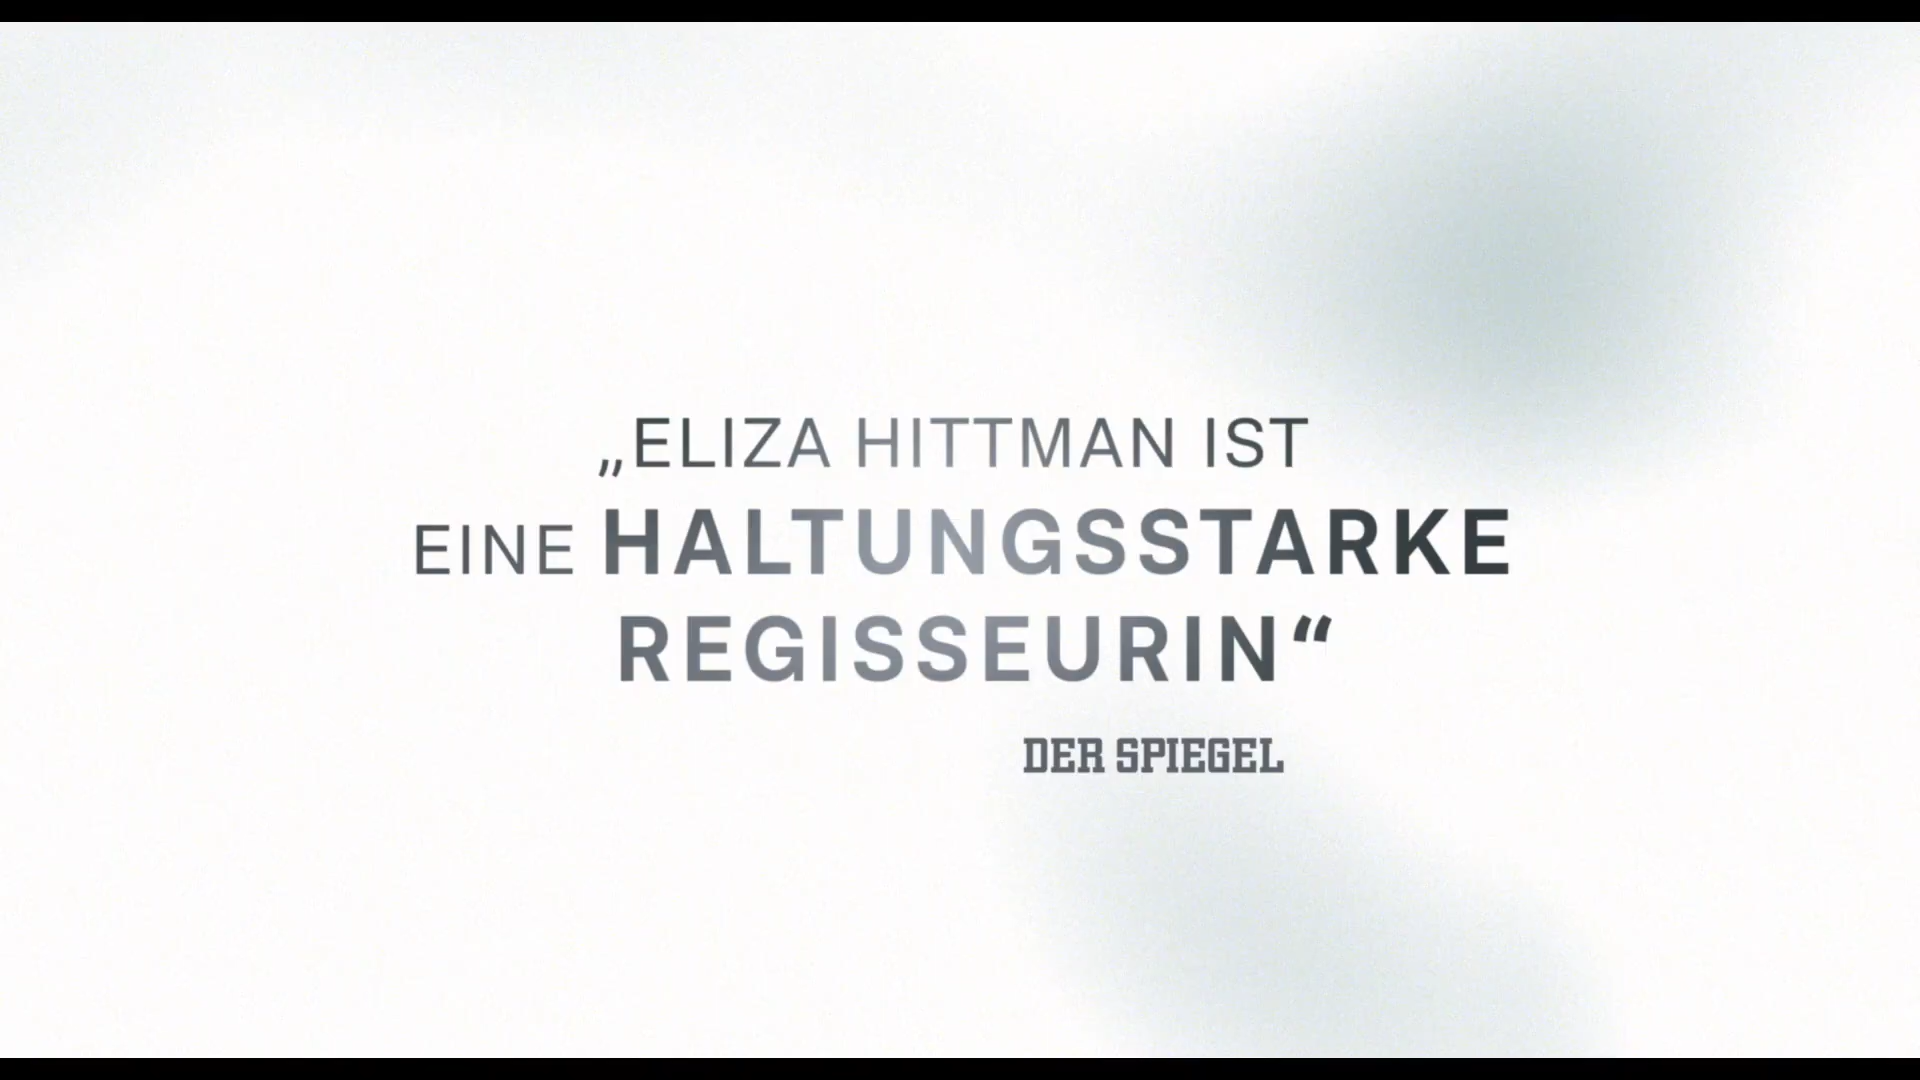 „ELIZA HITTMAN IST
EINE HALTUNGSSTARKE
REGISSEURIN“
DER SPIEGEL